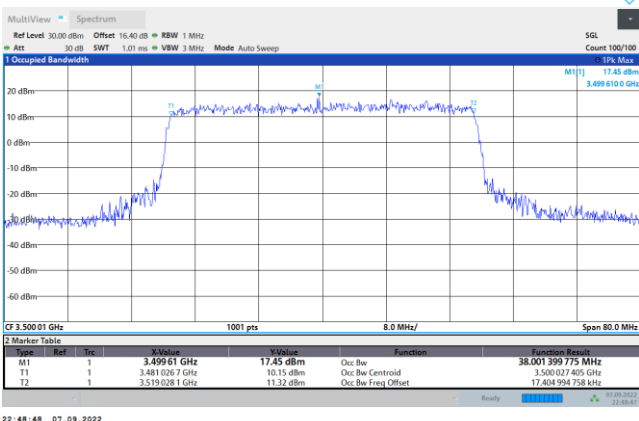 MultiView Spectrum
Ref Level 30.00 dBm Offset 16.40 dB RBW 1 MHz SGL
Att 30 dB SWT 1.01 ms VBW 3 MHz Mode Auto Sweep Count 100/100
1 Occupied Bandwidth 1Pk Max
M1[1] 17.45 dBm
3.499 610 0 GHz
M1
20 dBm
T1 T2
10 dBm
0 dBm
-10 dBm
-20 dBm
-30 dBm
-40 dBm
-50 dBm
-60 dBm
CF 3.500 01 GHz 1001 pts 8.0 MHz/ Span 80.0 MHz
2 Marker Table
Type Ref Trc X-Value Y-Value Function Function Result
M1 1 3.499 61 GHz 17.45 dBm Occ Bw 38.001 399 775 MHz
T1 1 3.481 026 7 GHz 10.15 dBm Occ Bw Centroid 3.500 027 405 GHz
T2 1 3.519 028 1 GHz 11.32 dBm Occ Bw Freq Offset 17.404 994 758 kHz
Ready 07.09.2022
22:48:47
22:48:48 07.09.2022